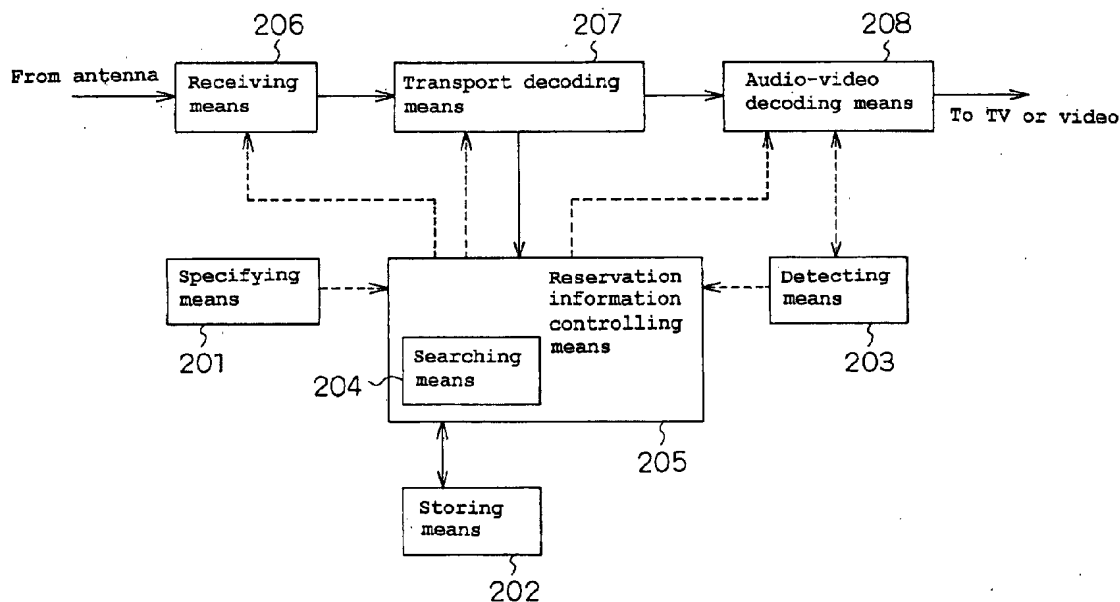 206
207
208
From antenna
Receiving
means
Transport decoding
means
Audio-video
decoding means
To TV or video
Specifying
means
201
Reservation
information
controlling
means
Searching
means
204
205
Detecting
means
203
Storing
means
202